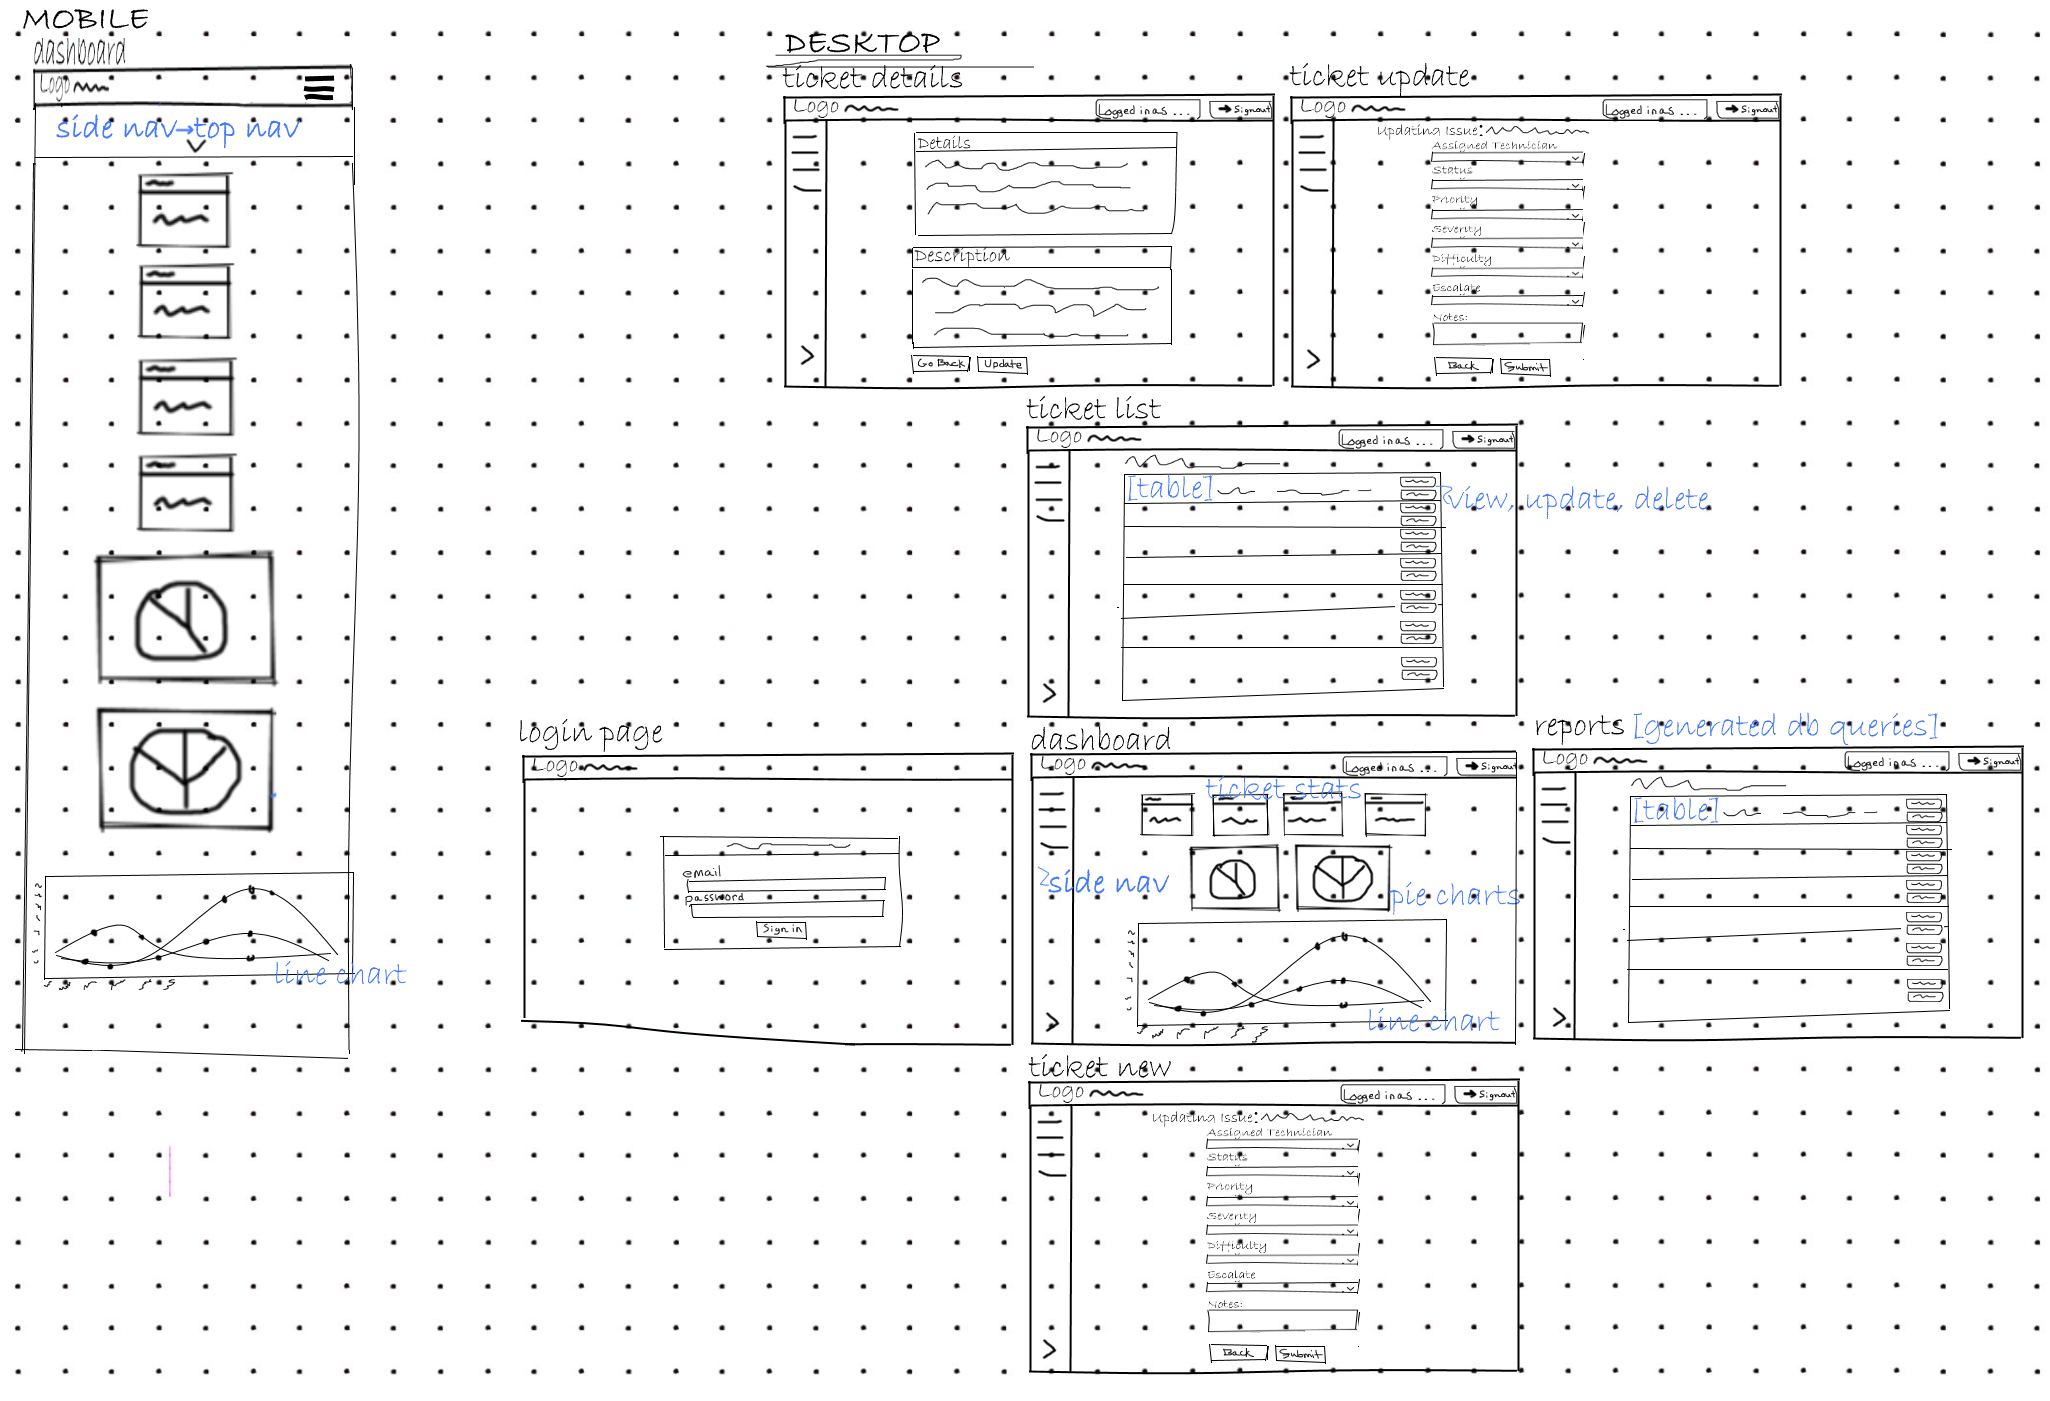 MOBILE
dashboard
Logo
side nav→top nav
line chart
DESKTOP
ticket details
Logo
Logged in as ...
→ Signout
Details
Description
Go Back
Update
ticket update
Logo
Logged in as ...
→ Signout
Updating Issue:
Assigned Technician
Status
Priority
Severity
Difficulty
Escalate
Notes:
Back
Submit
ticket list
Logo
Logged in as ...
→ Signout
[table]
view, update, delete
login page
Logo
email
password
Sign in
dashboard
Logo
Logged in as ...
→ Signout
ticket stats
side nav
pie charts
line chart
reports [generated db queries]
Logo
Logged in as ...
→ Signout
[table]
ticket new
Logo
Logged in as ...
→ Signout
Updating Issue:
Assigned Technician
Status
Priority
Severity
Difficulty
Escalate
Notes:
Back
Submit